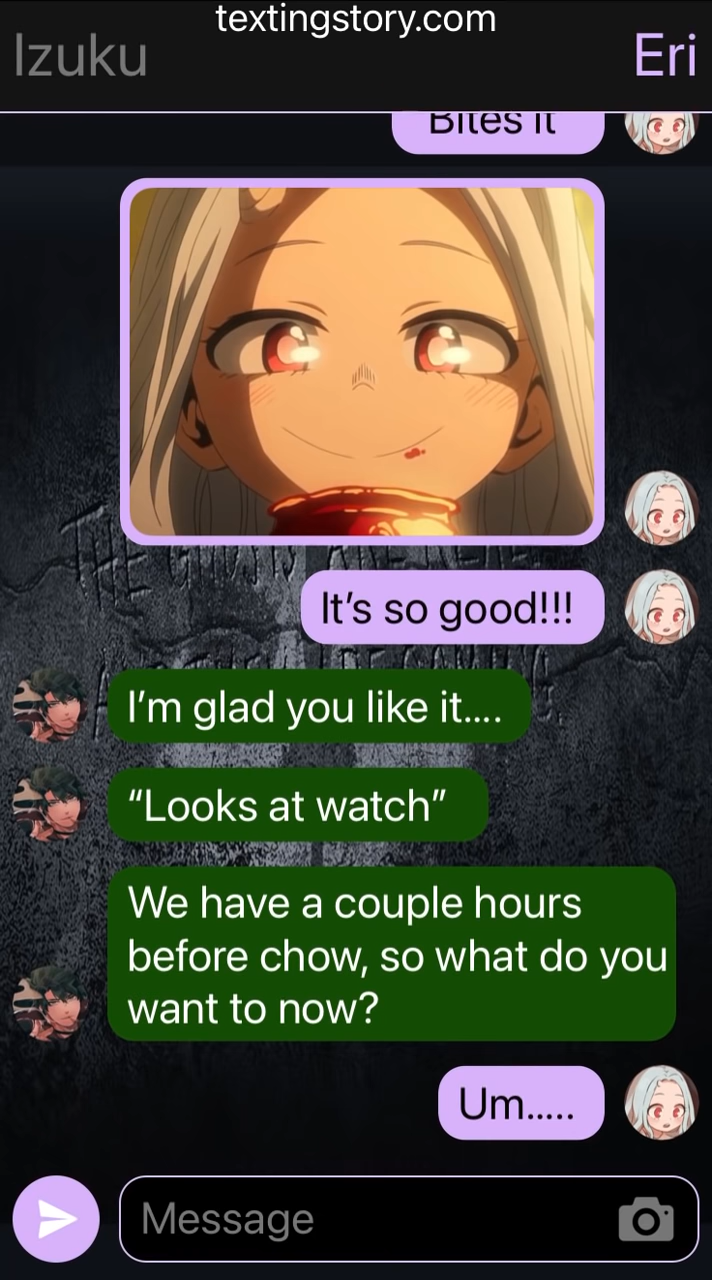 textingstory.com
Izuku
Eri
Bites it
It’s so good!!!
I’m glad you like it....
“Looks at watch”
We have a couple hours
before chow, so what do you
want to now?
Um.....
Message